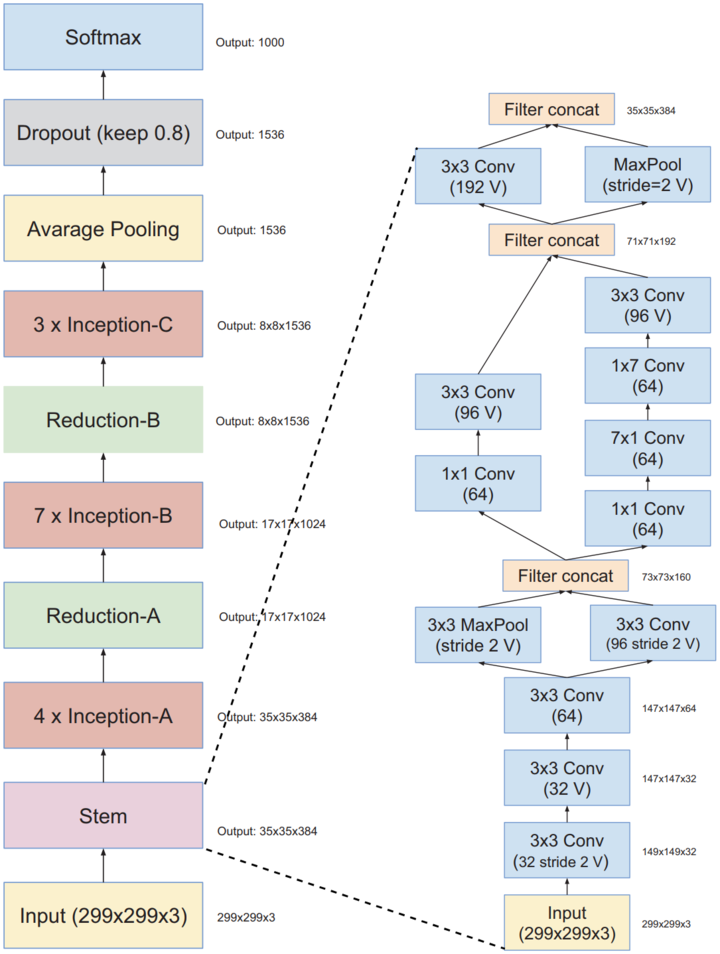 Softmax
Output: 1000
Dropout (keep 0.8)
Output: 1536
Avarage Pooling
Output: 1536
3 x Inception-C
Output: 8x8x1536
Reduction-B
Output: 8x8x1536
7 x Inception-B
Output: 17x17x1024
Reduction-A
Output: 17x17x1024
4 x Inception-A
Output: 35x35x384
Stem
Output: 35x35x384
Input (299x299x3)
299x299x3
Filter concat
35x35x384
3x3 Conv
(192 V)
MaxPool
(stride=2 V)
Filter concat
71x71x192
3x3 Conv
(96 V)
1x7 Conv
(64)
3x3 Conv
(96 V)
7x1 Conv
(64)
1x1 Conv
(64)
1x1 Conv
(64)
Filter concat
73x73x160
3x3 MaxPool
(stride 2 V)
3x3 Conv
(96 stride 2 V)
3x3 Conv
(64)
147x147x64
3x3 Conv
(32 V)
147x147x32
3x3 Conv
(32 stride 2 V)
149x149x32
Input
(299x299x3)
299x299x3